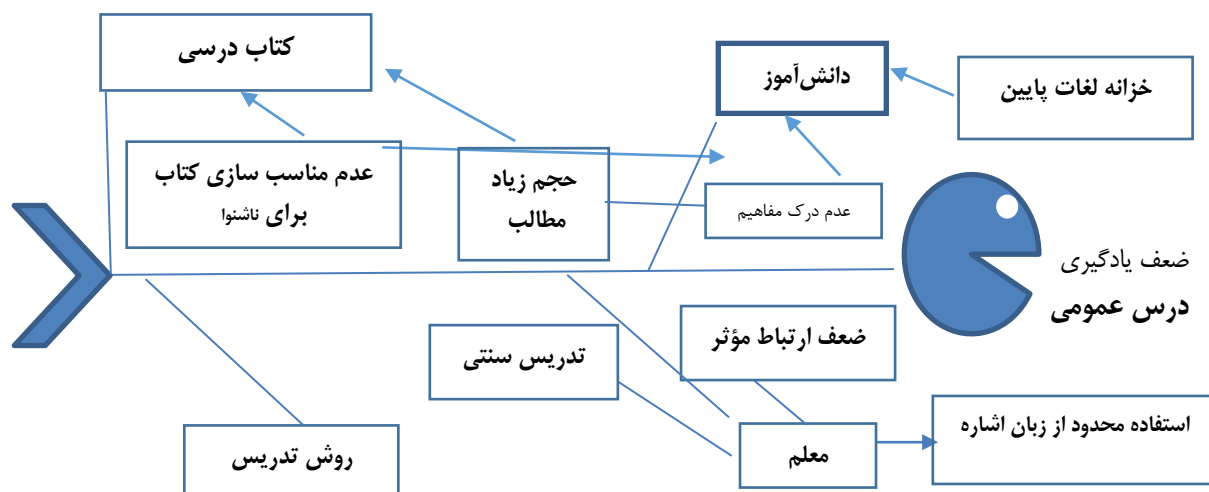 کتاب درسی
دانش‌آموز
خزانه لغات پایین
عدم مناسب سازی کتاب
برای ناشنوا
حجم زیاد
مطالب
عدم درک مفاهیم
ضعف یادگیری
درس عمومی
ضعف ارتباط مؤثر
تدریس سنتی
استفاده محدود از زبان اشاره
معلم
روش تدریس